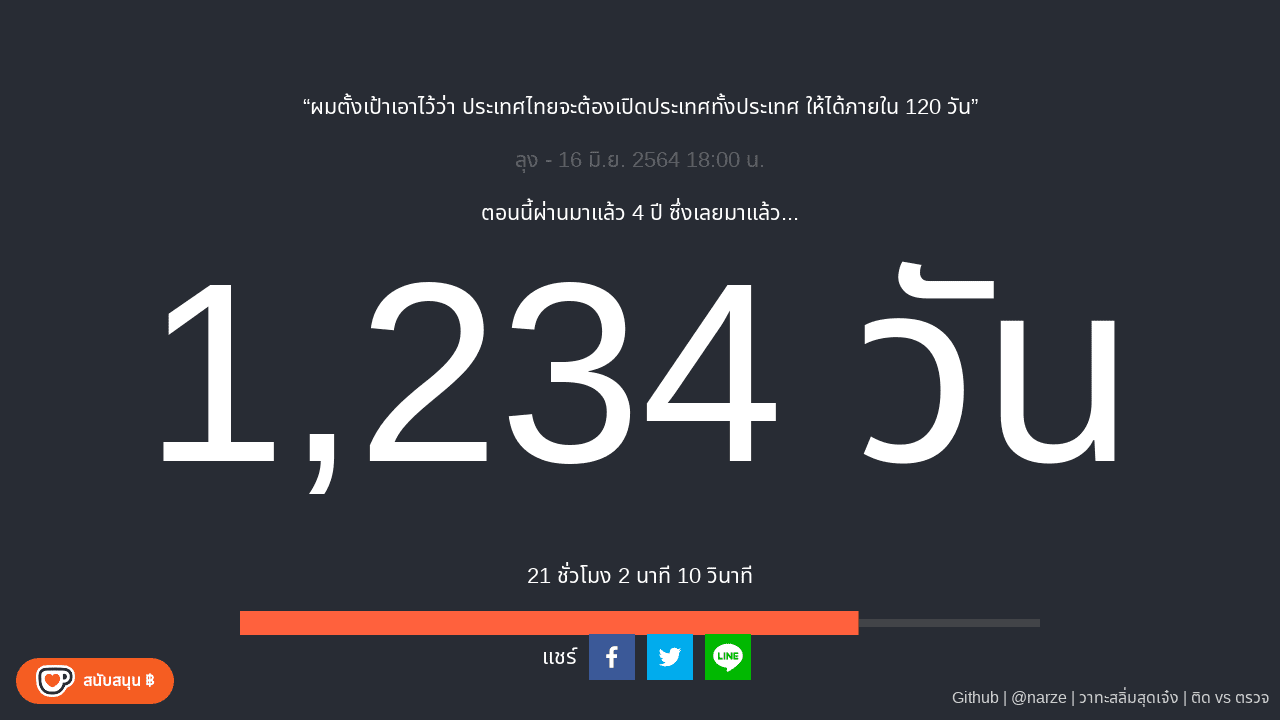 “ผมตั้งเป้าเอาไว้ว่า ประเทศไทยจะต้องเปิดประเทศทั้งประเทศ ให้ได้ภายใน 120 วัน”
ลุง - 16 มิ.ย. 2564 18:00 น.
ตอนนี้ผ่านมาแล้ว 4 ปี ซึ่งเลยมาแล้ว...
1,234 วัน
21 ชั่วโมง 2 นาที 10 วินาที
แชร์
LINE
สนับสนุน ฿
Github | @narze | วาทะสลิ่มสุดเจ๋ง | ติด vs ตรวจ